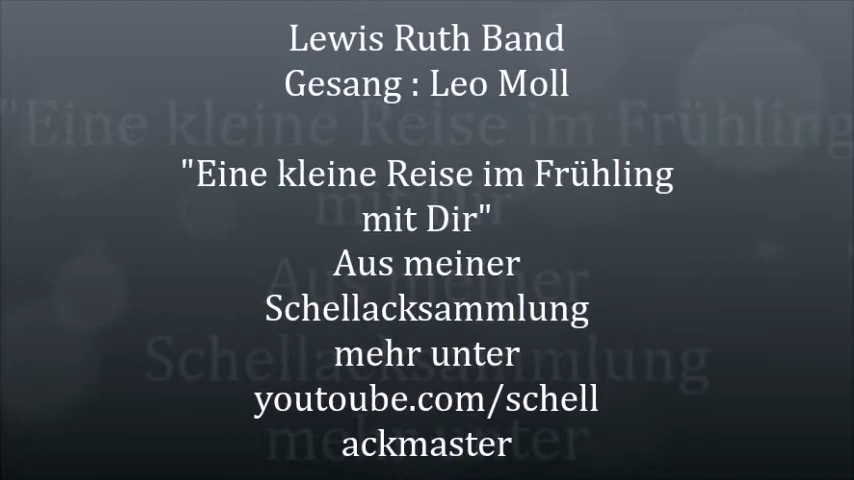 Lewis Ruth Band
Gesang : Leo Moll
"Eine kleine Reise im Frühling
mit Dir"
Aus meiner
Schellacksammlung
mehr unter
youtoube.com/schell
ackmaster